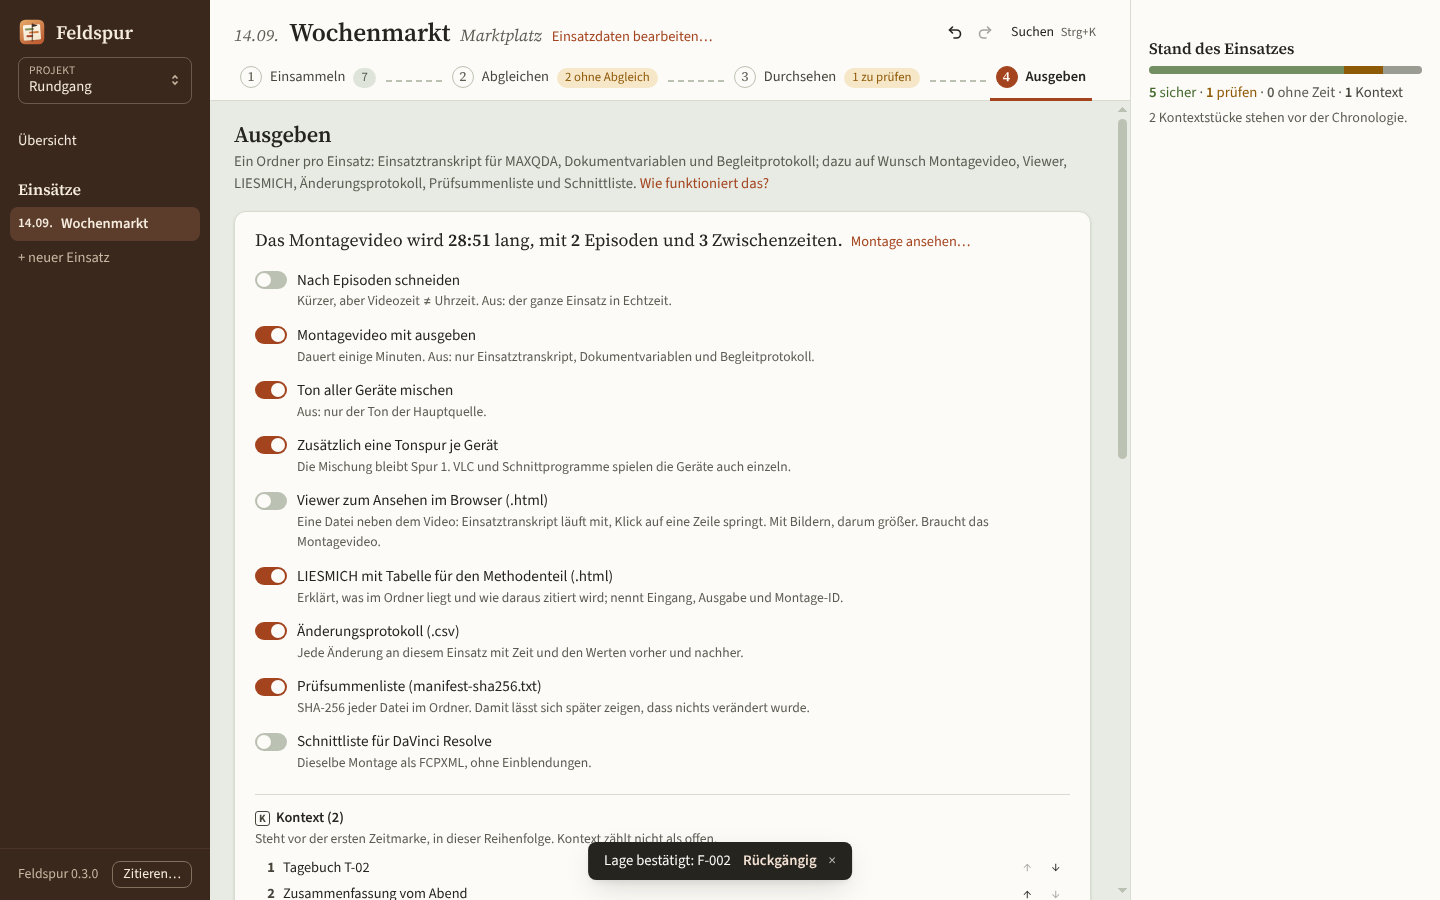 Feldspur
PROJEKT
Rundgang
Übersicht
Einsätze
14.09. Wochenmarkt
+ neuer Einsatz
Feldspur 0.3.0
Zitieren…
14.09. Wochenmarkt Marktplatz Einsatzdaten bearbeiten…
Suchen Strg+K
1 Einsammeln 7
2 Abgleichen 2 ohne Abgleich
3 Durchsehen 1 zu prüfen
4 Ausgeben
Ausgeben
Ein Ordner pro Einsatz: Einsatztranskript für MAXQDA, Dokumentvariablen und Begleitprotokoll; dazu auf Wunsch Montagevideo, Viewer,
LIESMICH, Änderungsprotokoll, Prüfsummenliste und Schnittliste. Wie funktioniert das?
Das Montagevideo wird 28:51 lang, mit 2 Episoden und 3 Zwischenzeiten. Montage ansehen…
Nach Episoden schneiden
Kürzer, aber Videozeit ≠ Uhrzeit. Aus: der ganze Einsatz in Echtzeit.
Montagevideo mit ausgeben
Dauert einige Minuten. Aus: nur Einsatztranskript, Dokumentvariablen und Begleitprotokoll.
Ton aller Geräte mischen
Aus: nur der Ton der Hauptquelle.
Zusätzlich eine Tonspur je Gerät
Die Mischung bleibt Spur 1. VLC und Schnittprogramme spielen die Geräte auch einzeln.
Viewer zum Ansehen im Browser (.html)
Eine Datei neben dem Video: Einsatztranskript läuft mit, Klick auf eine Zeile springt. Mit Bildern, darum größer. Braucht das
Montagevideo.
LIESMICH mit Tabelle für den Methodenteil (.html)
Erklärt, was im Ordner liegt und wie daraus zitiert wird; nennt Eingang, Ausgabe und Montage-ID.
Änderungsprotokoll (.csv)
Jede Änderung an diesem Einsatz mit Zeit und den Werten vorher und nachher.
Prüfsummenliste (manifest-sha256.txt)
SHA-256 jeder Datei im Ordner. Damit lässt sich später zeigen, dass nichts verändert wurde.
Schnittliste für DaVinci Resolve
Dieselbe Montage als FCPXML, ohne Einblendungen.
K Kontext (2)
Steht vor der ersten Zeitmarke, in dieser Reihenfolge. Kontext zählt nicht als offen.
1 Tagebuch T-02 ↑ ↓
2 Zusammenfassung vom Abend ↑ ↓
Lage bestätigt: F-002 Rückgängig ×
Stand des Einsatzes
5 sicher · 1 prüfen · 0 ohne Zeit · 1 Kontext
2 Kontextstücke stehen vor der Chronologie.